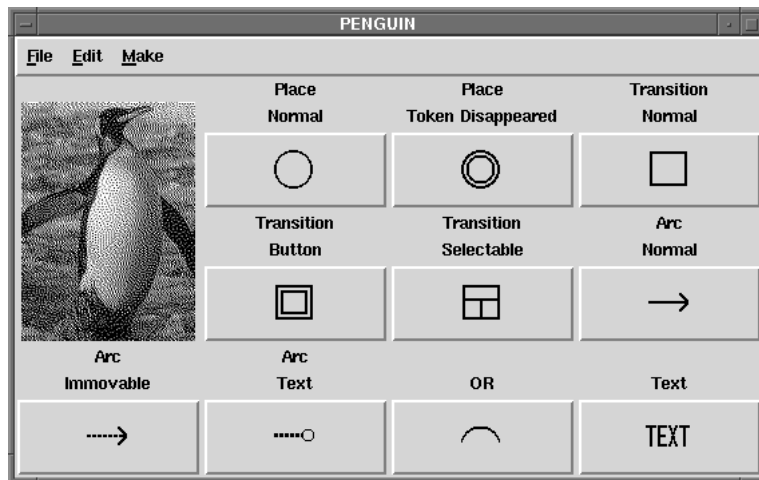 PENGUIN
File Edit Make
Place Place Transition
Normal Token Disappeared Normal
Transition Transition Arc
Button Selectable Normal
Arc Arc
Immovable Text OR Text
TEXT